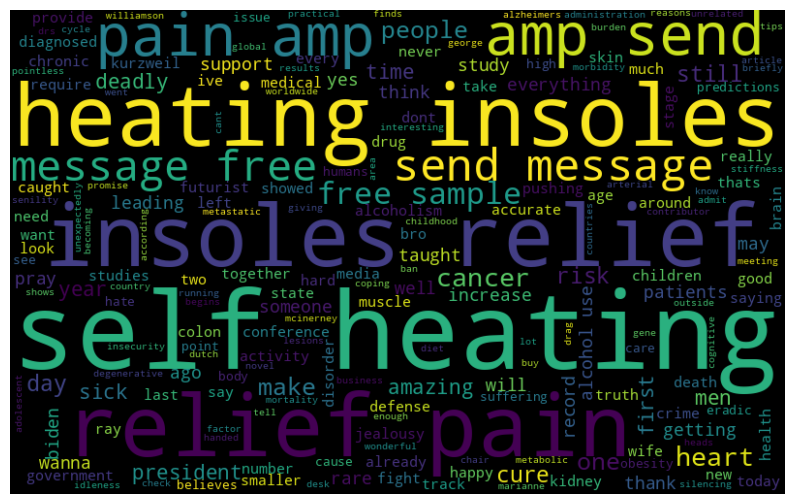 williamson practical finds alzheimers administration reasons unrelated
provide issue people burden tips
drs cycle pain amp never amp send
diagnosed global support every george skin morbidity article
chronic kurzweil ive time study high still briefly
pointless results yes
require deadly medical think take everything much stage predictions
went worldwide dont
heating insoles
cant drug interesting
message free send message really
humans area thats stiffness
caught promise futurist showed free sample pushing age around arterial know
senility leading left alcoholism accurate admit brain
need unexpectedly metastatic giving childhood contributor
want becoming bro taught countries may
look insoles relief
see according ban meeting
pray studies together hard media cancer risk children good
shows country two coping well increase patients saying
year hate running state muscle outside
someone mcinerney
self heating
insecurity colon conference lesions diet lot drag gene care cognitive
dutch point activity disorder buy alcohol use
degenerative begins novel
day sick ago body make amazing will suffering truth death men
adulescent last say mortality business defense enough record first crime eradic health
biden relief pain
ray factor tell jealousy getting
wanna handed wonderful one wife heart
government president number cause already chair metabolic obesity heads
idleness check believes smaller rare fight track happy cure kidney thank new today
desk marianne silencing